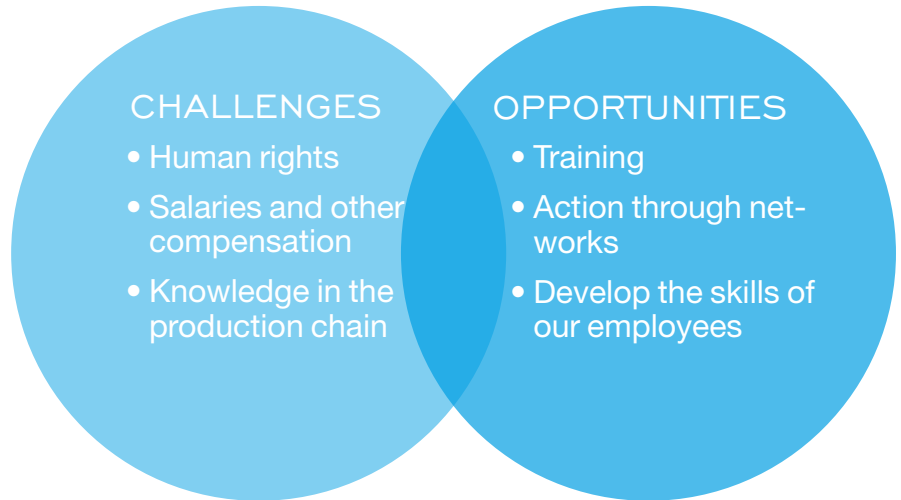 CHALLENGES
• Human rights
• Salaries and other
compensation
• Knowledge in the
production chain
OPPORTUNITIES
• Training
• Action through net-
works
• Develop the skills of
our employees